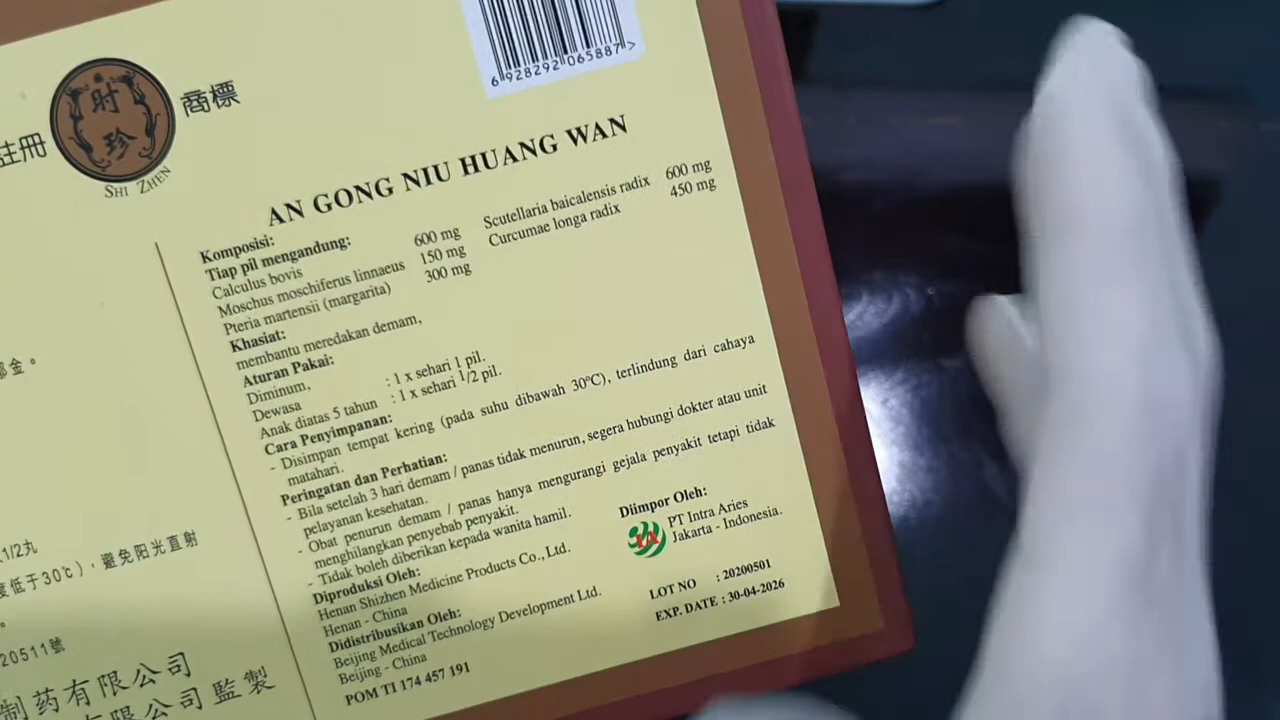 6 928292 065887 >
註冊
时
珍
商標
SHI ZHEN
AN GONG NIU HUANG WAN
Komposisi:
Tiap pil mengandung:
Calculus bovis 600 mg
Moschus moschiferus linnaeus 150 mg
Pteria martensii (margarita) 300 mg
Scutellaria baicalensis radix 600 mg
Curcumae longa radix 450 mg
Khasiat:
membantu meredakan demam,
Aturan Pakai:
Diminum,
Dewasa : 1 x sehari 1 pil.
Anak diatas 5 tahun : 1 x sehari 1/2 pil.
Cara Penyimpanan:
- Disimpan tempat kering (pada suhu dibawah 30°C), terlindung dari cahaya
matahari.
Peringatan dan Perhatian:
- Bila setelah 3 hari demam / panas tidak menurun, segera hubungi dokter atau unit
pelayanan kesehatan.
- Obat penurun demam / panas hanya mengurangi gejala penyakit tetapi tidak
menghilangkan penyebab penyakit.
- Tidak boleh diberikan kepada wanita hamil.
Diproduksi Oleh:
Henan Shizhen Medicine Products Co., Ltd.
Henan - China
Didistribusikan Oleh:
Beijing Medical Technology Development Ltd.
Beijing - China
POM TI 174 457 191
Diimpor Oleh:
IA
PT Intra Aries
Jakarta - Indonesia.
LOT NO : 20200501
EXP. DATE : 30-04-2026
金。
1/2丸
度低于30℃)，避免阳光直射
。
20511號
制药有限公司
有限公司監製